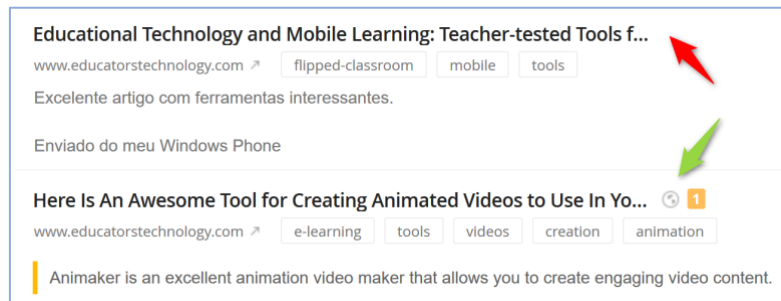 Educational Technology and Mobile Learning: Teacher-tested Tools f...
www.educatorstechnology.com flipped-classroom mobile tools
Excelente artigo com ferramentas interessantes.
Enviado do meu Windows Phone
Here Is An Awesome Tool for Creating Animated Videos to Use In Yo... 1
www.educatorstechnology.com e-learning tools videos creation animation
Animaker is an excellent animation video maker that allows you to create engaging video content.